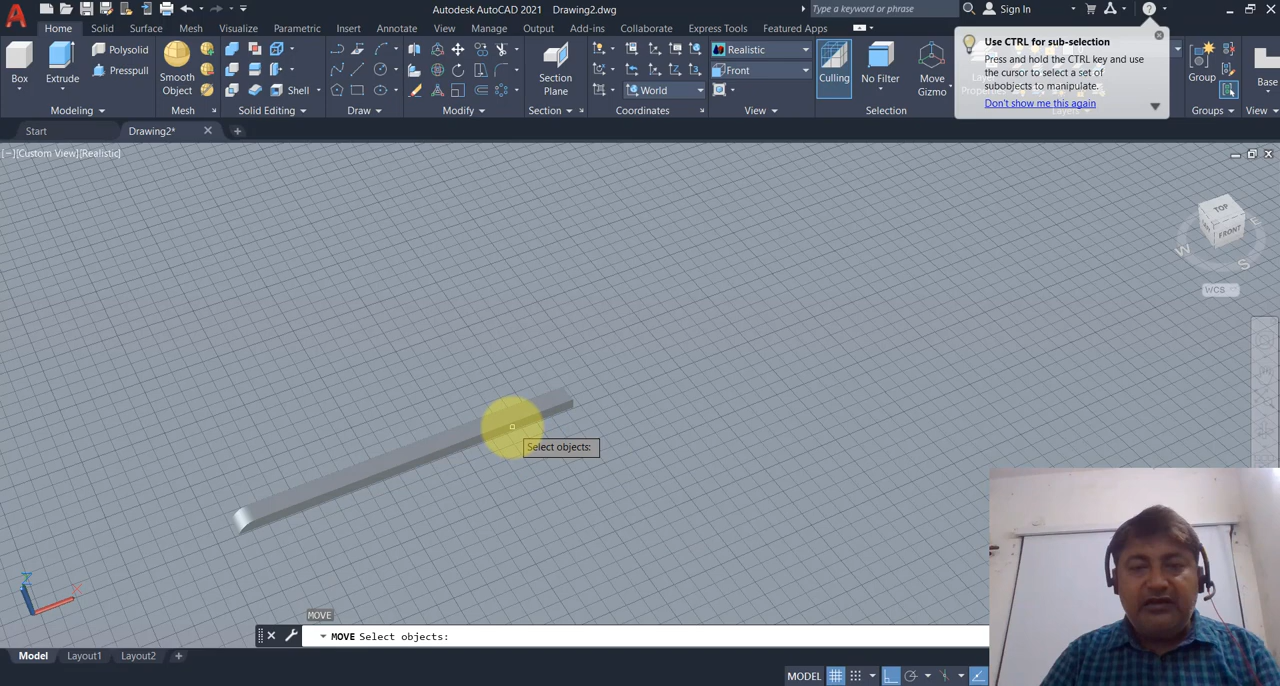 Autodesk AutoCAD 2021 Drawing2.dwg
Type a keyword or phrase
Sign In
Home Solid Surface Mesh Visualize Parametric Insert Annotate View Manage Output Add-ins Collaborate Express Tools Featured Apps
Box
Extrude
Polysolid
Presspull
Smooth
Object
Shell
Section
Plane
World
Realistic
Front
Culling
No Filter
Move
Gizmo
Group
Base
Modeling
Mesh
Solid Editing
Draw
Modify
Section
Coordinates
View
Selection
Groups
View
Use CTRL for sub-selection
Press and hold the CTRL key and use
the cursor to select a set of
subobjects to manipulate.
Don't show me this again
Start
Drawing2*
[−][Custom View][Realistic]
TOP
FRONT
W
S
E
WCS
Select objects:
Z
X
MOVE
MOVE Select objects:
Model Layout1 Layout2
MODEL